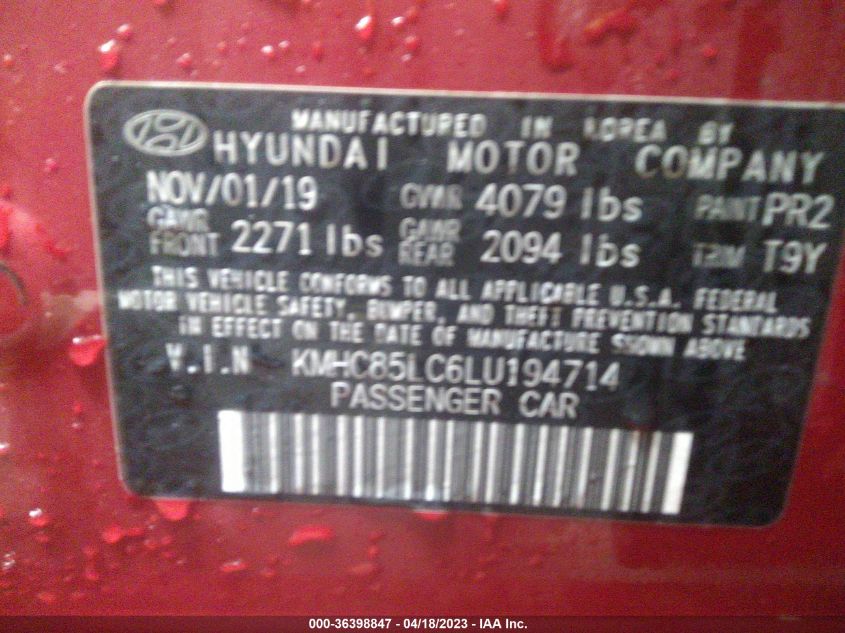 MANUFACTURED IN KOREA BY
HYUNDAI MOTOR COMPANY
NOV/01/19 GVWR 4079 lbs PAINT PR2
GAWR FRONT 2271 lbs GAWR REAR 2094 lbs TRIM T9Y
THIS VEHICLE CONFORMS TO ALL APPLICABLE U.S.A. FEDERAL
MOTOR VEHICLE SAFETY, BUMPER, AND THEFT PREVENTION STANDARDS
IN EFFECT ON THE DATE OF MANUFACTURE SHOWN ABOVE
V.I.N KMHC85LC6LU194714
PASSENGER CAR
000-36398847 - 04/18/2023 - IAA Inc.